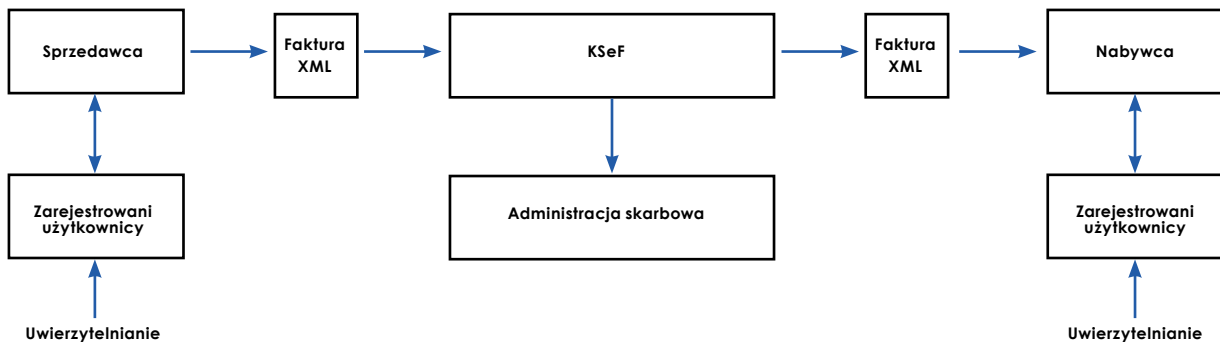 Sprzedawca
Faktura
XML
KSeF
Faktura
XML
Nabywca
Zarejestrowani
użytkownicy
Administracja skarbowa
Zarejestrowani
użytkownicy
Uwierzytelnianie
Uwierzytelnianie